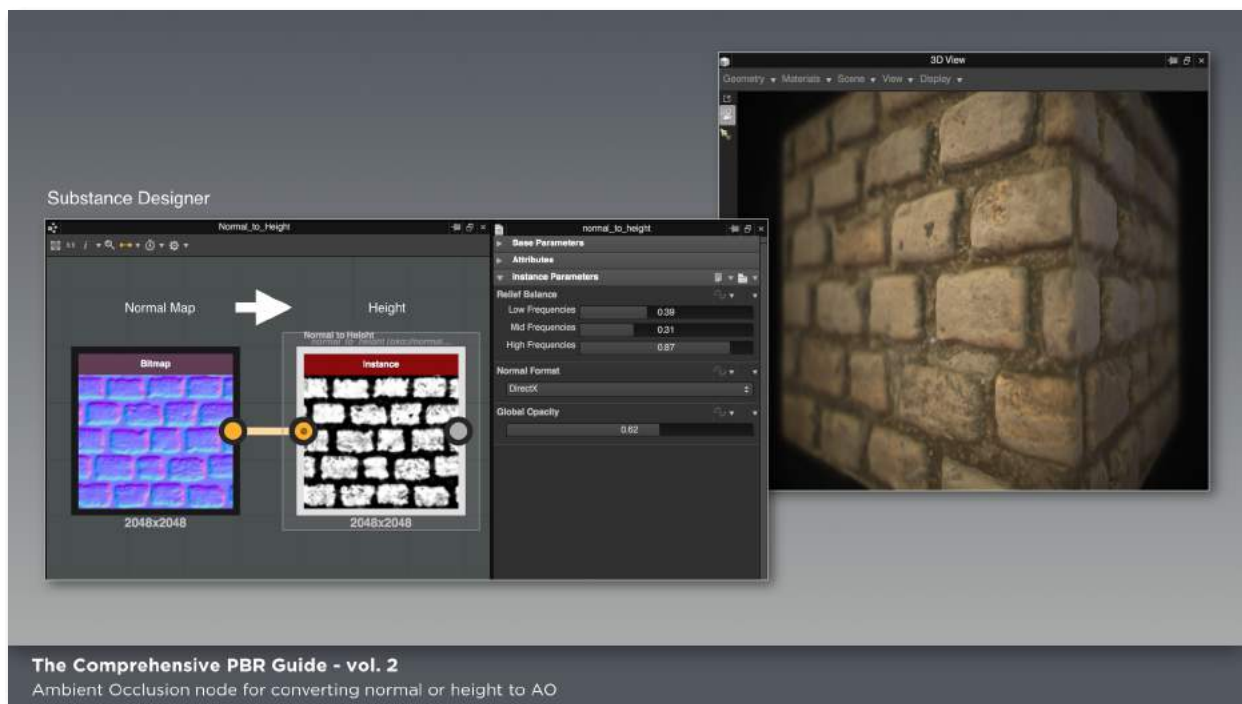 3D View
Geometry Materials Scene View Display
Substance Designer
Normal_to_Height
Normal Map
Height
Normal to Height
Bitmap
Instance
2048x2048
2048x2048
normal_to_height
Base Parameters
Attributes
Instance Parameters
Relief Balance
Low Frequencies 0.39
Mid Frequencies 0.31
High Frequencies 0.87
Normal Format
DirectX
Global Opacity
0.62
The Comprehensive PBR Guide - vol. 2
Ambient Occlusion node for converting normal or height to AO